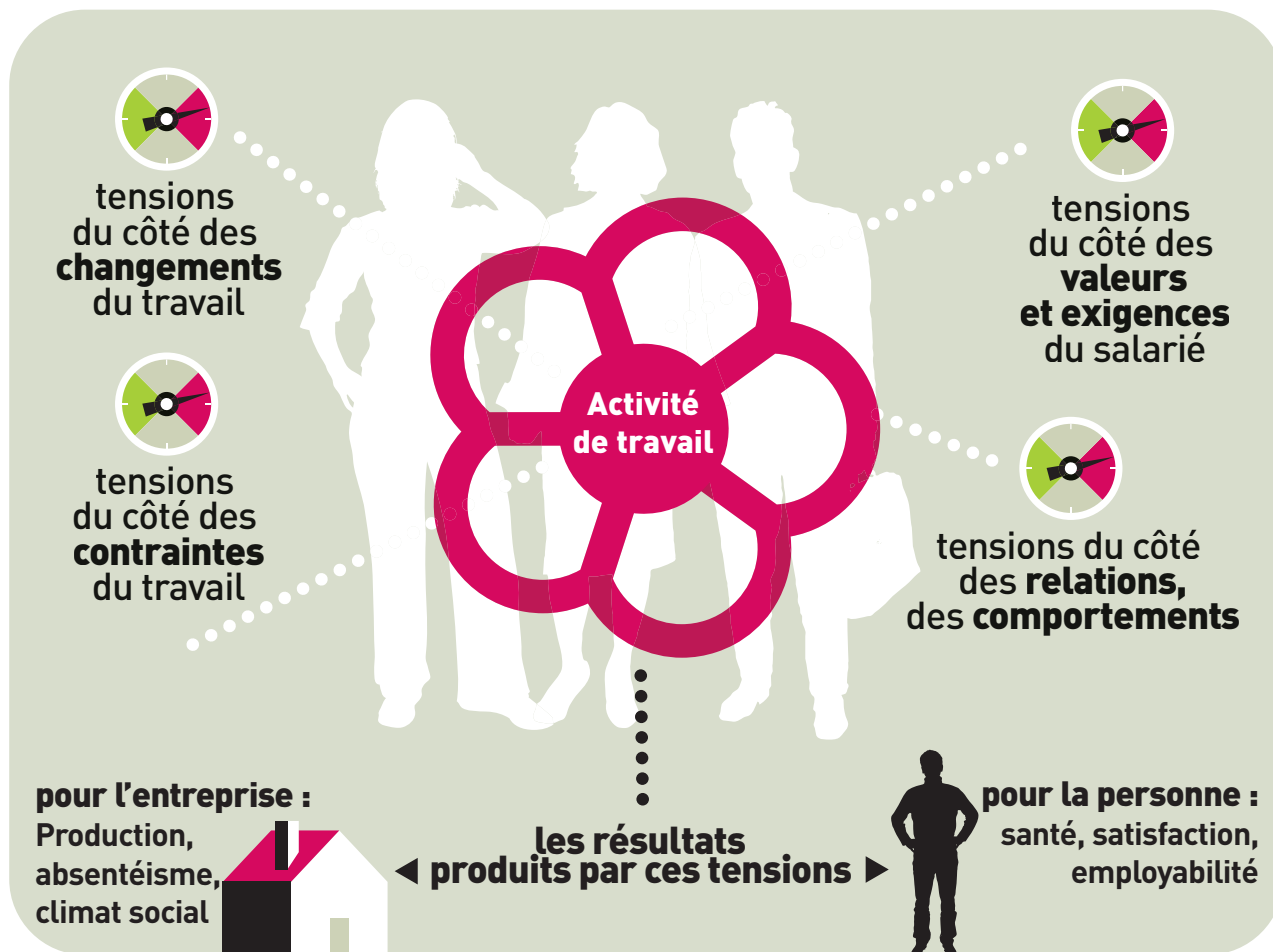 tensions
du côté des
changements
du travail
tensions
du côté des
valeurs
et exigences
du salarié
Activité
de travail
tensions
du côté des
contraintes
du travail
tensions du côté
des relations,
des comportements
pour l'entreprise :
Production,
absentéisme,
climat social
les résultats
produits par ces tensions
pour la personne :
santé, satisfaction,
employabilité